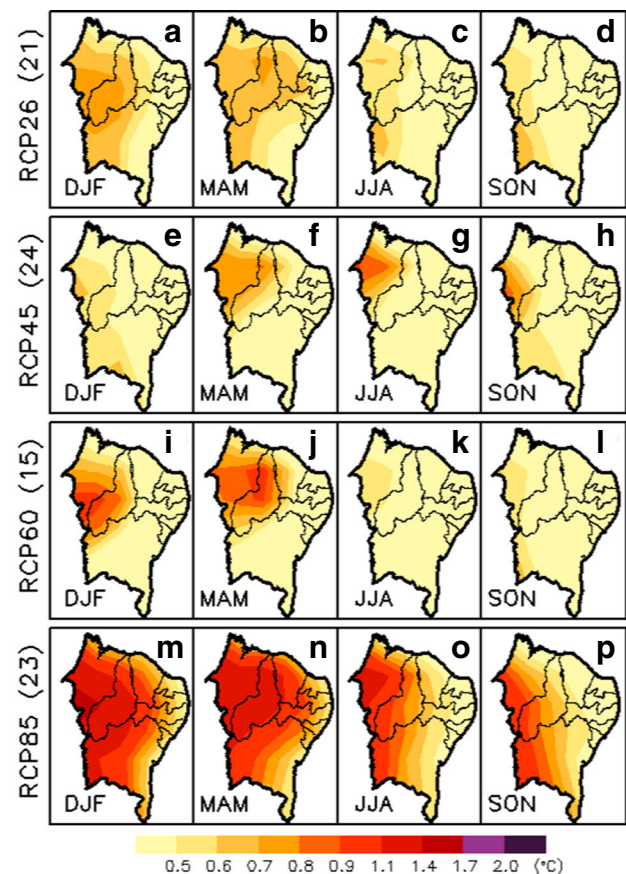 RCP26 (21)
a
DJF
b
MAM
c
JJA
d
SON
RCP45 (24)
e
DJF
f
MAM
g
JJA
h
SON
RCP60 (15)
i
DJF
j
MAM
k
JJA
l
SON
RCP85 (23)
m
DJF
n
MAM
o
JJA
p
SON
0.5 0.6 0.7 0.8 0.9 1.1 1.4 1.7 2.0 (°C)